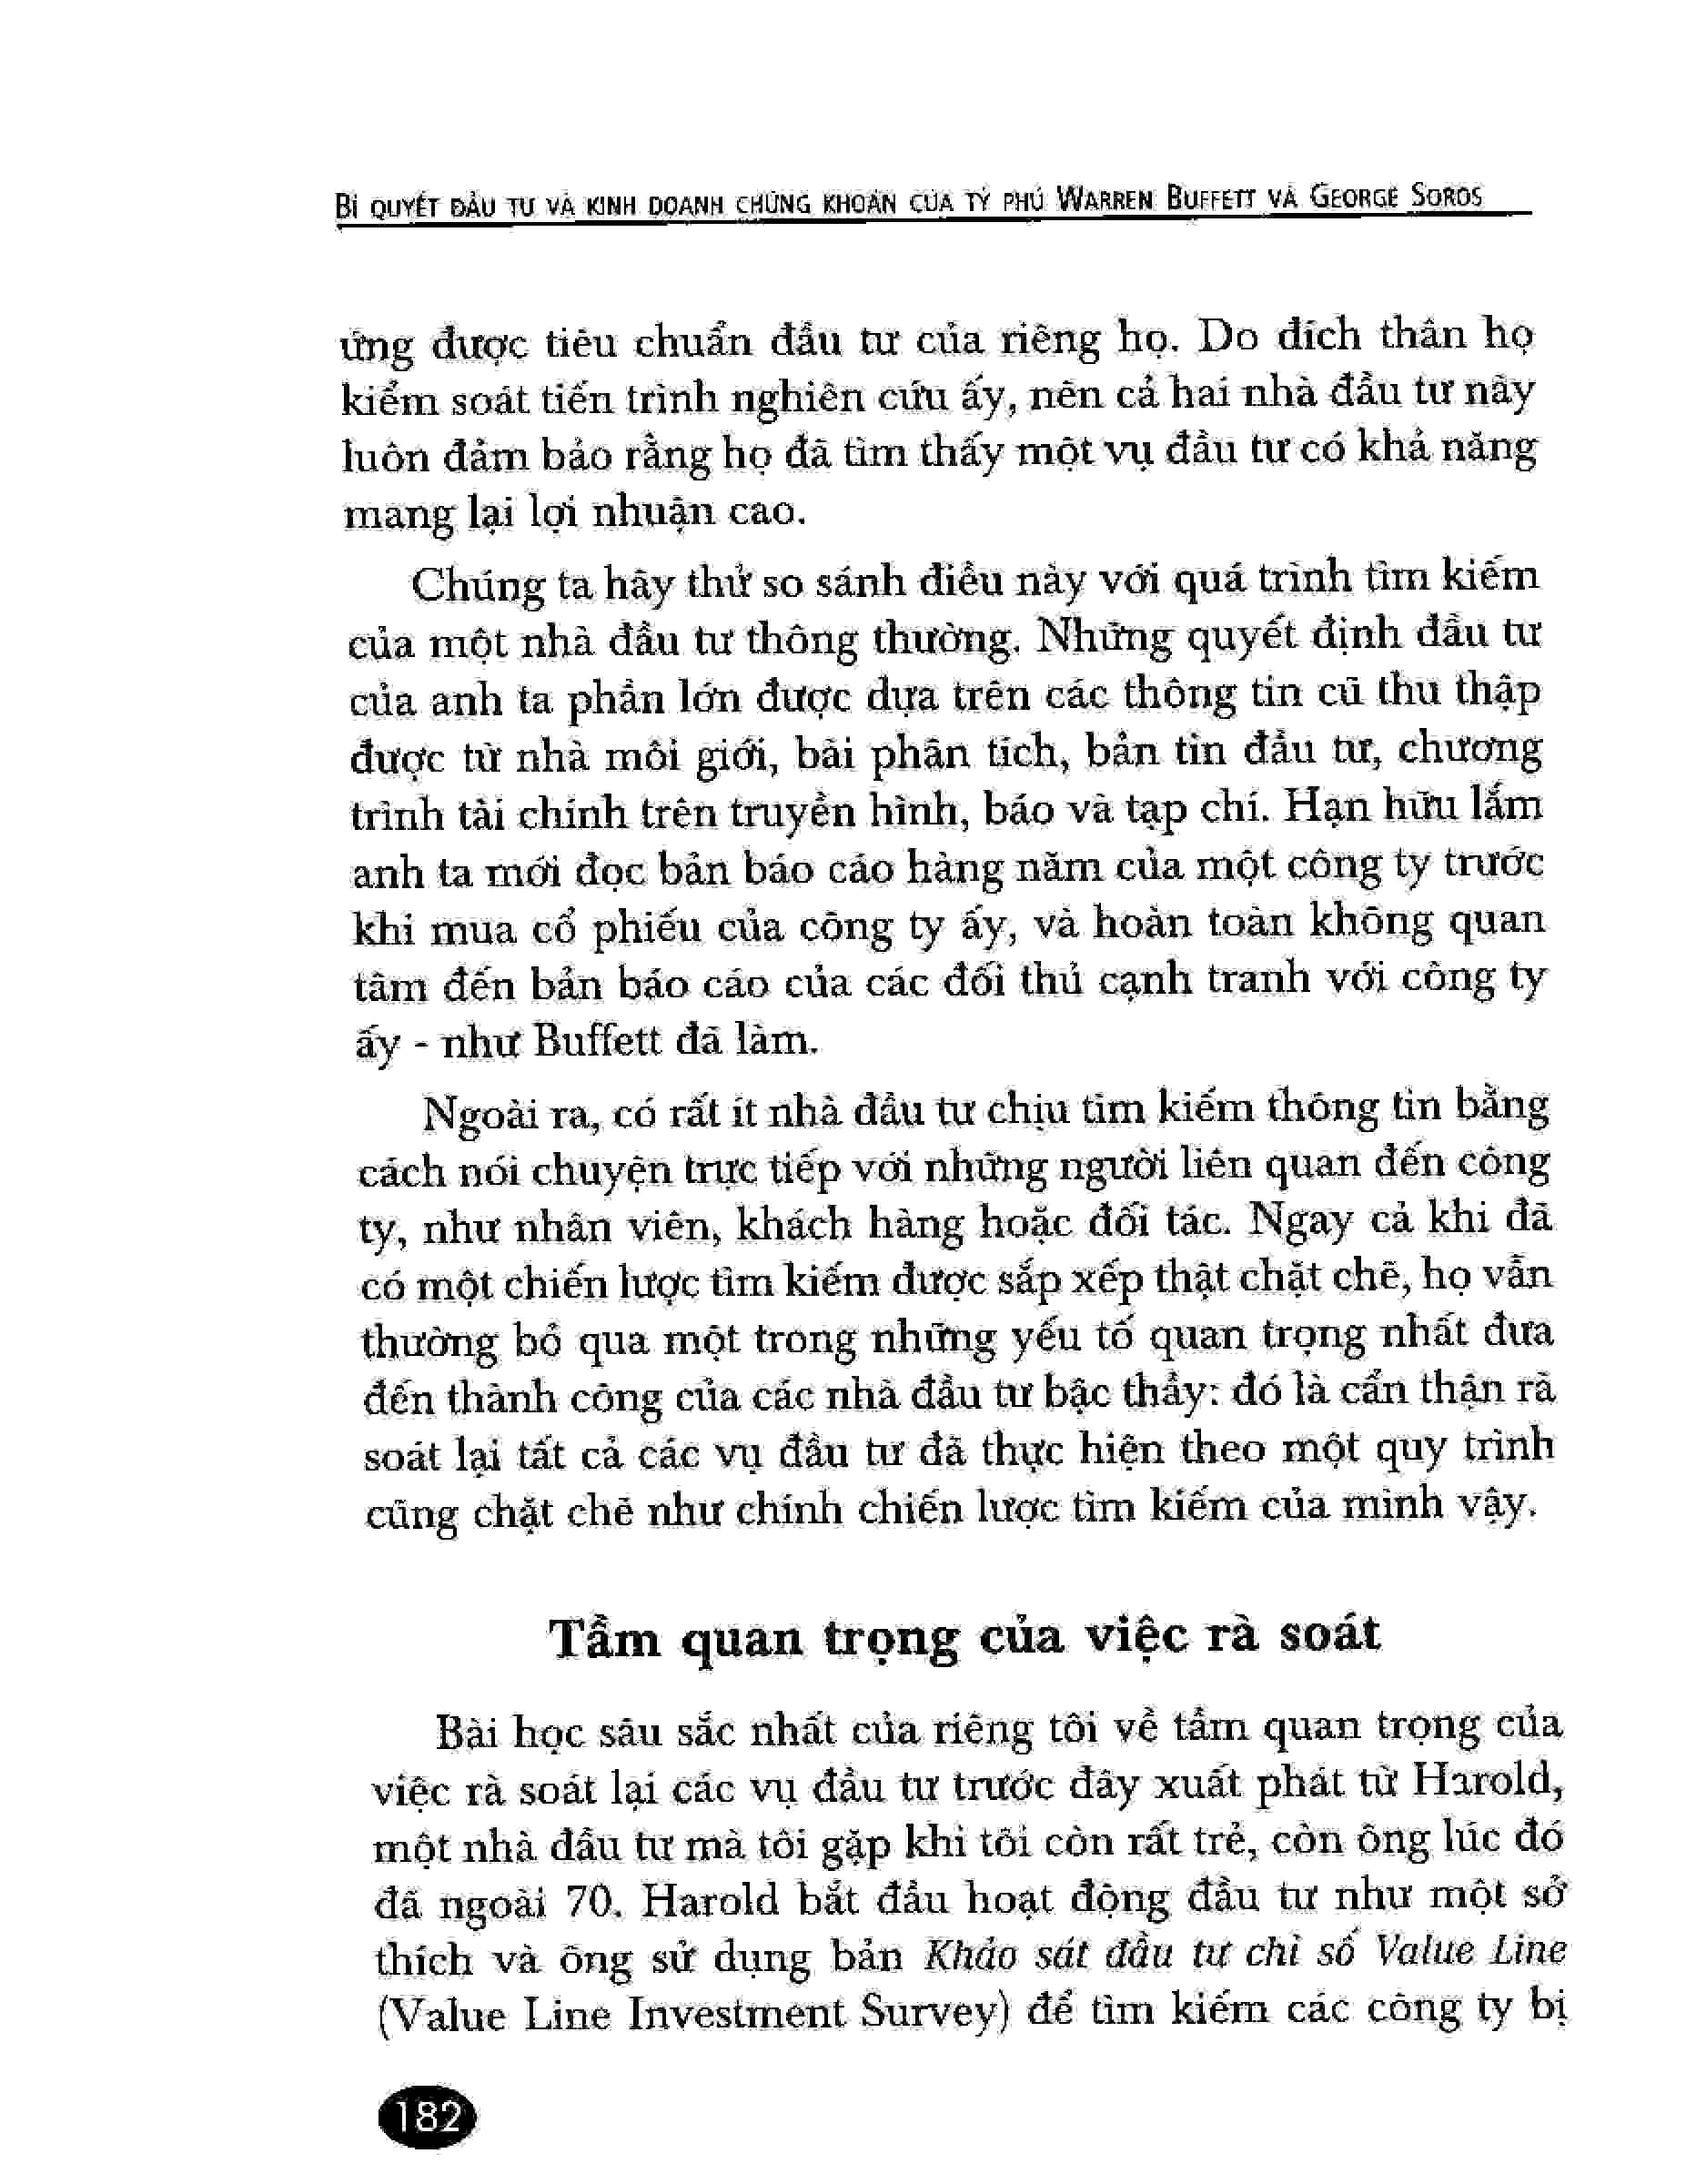 BÍ QUYẾT ĐẦU TƯ VÀ KINH DOANH CHỨNG KHOÁN CỦA TỶ PHÚ WARREN BUFFETT VÀ GEORGE SOROS
ứng được tiêu chuẩn đầu tư của riêng họ. Do đích thân họ
kiểm soát tiến trình nghiên cứu ấy, nên cả hai nhà đầu tư này
luôn đảm bảo rằng họ đã tìm thấy một vụ đầu tư có khả năng
mang lại lợi nhuận cao.
Chúng ta hãy thử so sánh điều này với quá trình tìm kiếm
của một nhà đầu tư thông thường. Những quyết định đầu tư
của anh ta phần lớn được dựa trên các thông tin cũ thu thập
được từ nhà môi giới, bài phân tích, bản tin đầu tư, chương
trình tài chính trên truyền hình, báo và tạp chí. Hạn hữu lắm
anh ta mới đọc bản báo cáo hàng năm của một công ty trước
khi mua cổ phiếu của công ty ấy, và hoàn toàn không quan
tâm đến bản báo cáo của các đối thủ cạnh tranh với công ty
ấy - như Buffett đã làm.
Ngoài ra, có rất ít nhà đầu tư chịu tìm kiếm thông tin bằng
cách nói chuyện trực tiếp với những người liên quan đến công
ty, như nhân viên, khách hàng hoặc đối tác. Ngay cả khi đã
có một chiến lược tìm kiếm được sắp xếp thật chặt chẽ, họ vẫn
thường bỏ qua một trong những yếu tố quan trọng nhất đưa
đến thành công của các nhà đầu tư bậc thầy: đó là cẩn thận rà
soát lại tất cả các vụ đầu tư đã thực hiện theo một quy trình
cũng chặt chẽ như chính chiến lược tìm kiếm của mình vậy.
Tầm quan trọng của việc rà soát
Bài học sâu sắc nhất của riêng tôi về tầm quan trọng của
việc rà soát lại các vụ đầu tư trước đây xuất phát từ Harold,
một nhà đầu tư mà tôi gặp khi tôi còn rất trẻ, còn ông lúc đó
đã ngoài 70. Harold bắt đầu hoạt động đầu tư như một sở
thích và ông sử dụng bản Khảo sát đầu tư chỉ số Value Line
(Value Line Investment Survey) để tìm kiếm các công ty bị
182